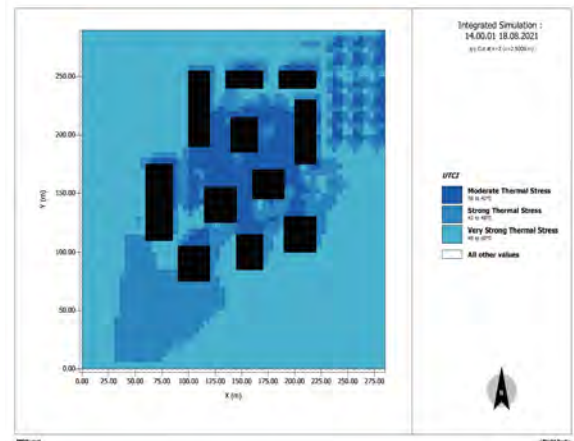 Integrated Simulation :
14.00.01 18.08.2021
UTCI
Moderate Thermal Stress
Strong Thermal Stress
Very Strong Thermal Stress
All other values
Y (m)
250.00
200.00
150.00
100.00
50.00
0.00
0.00 25.00 50.00 75.00 100.00 125.00 150.00 175.00 200.00 225.00 250.00 275.00
X (m)
N